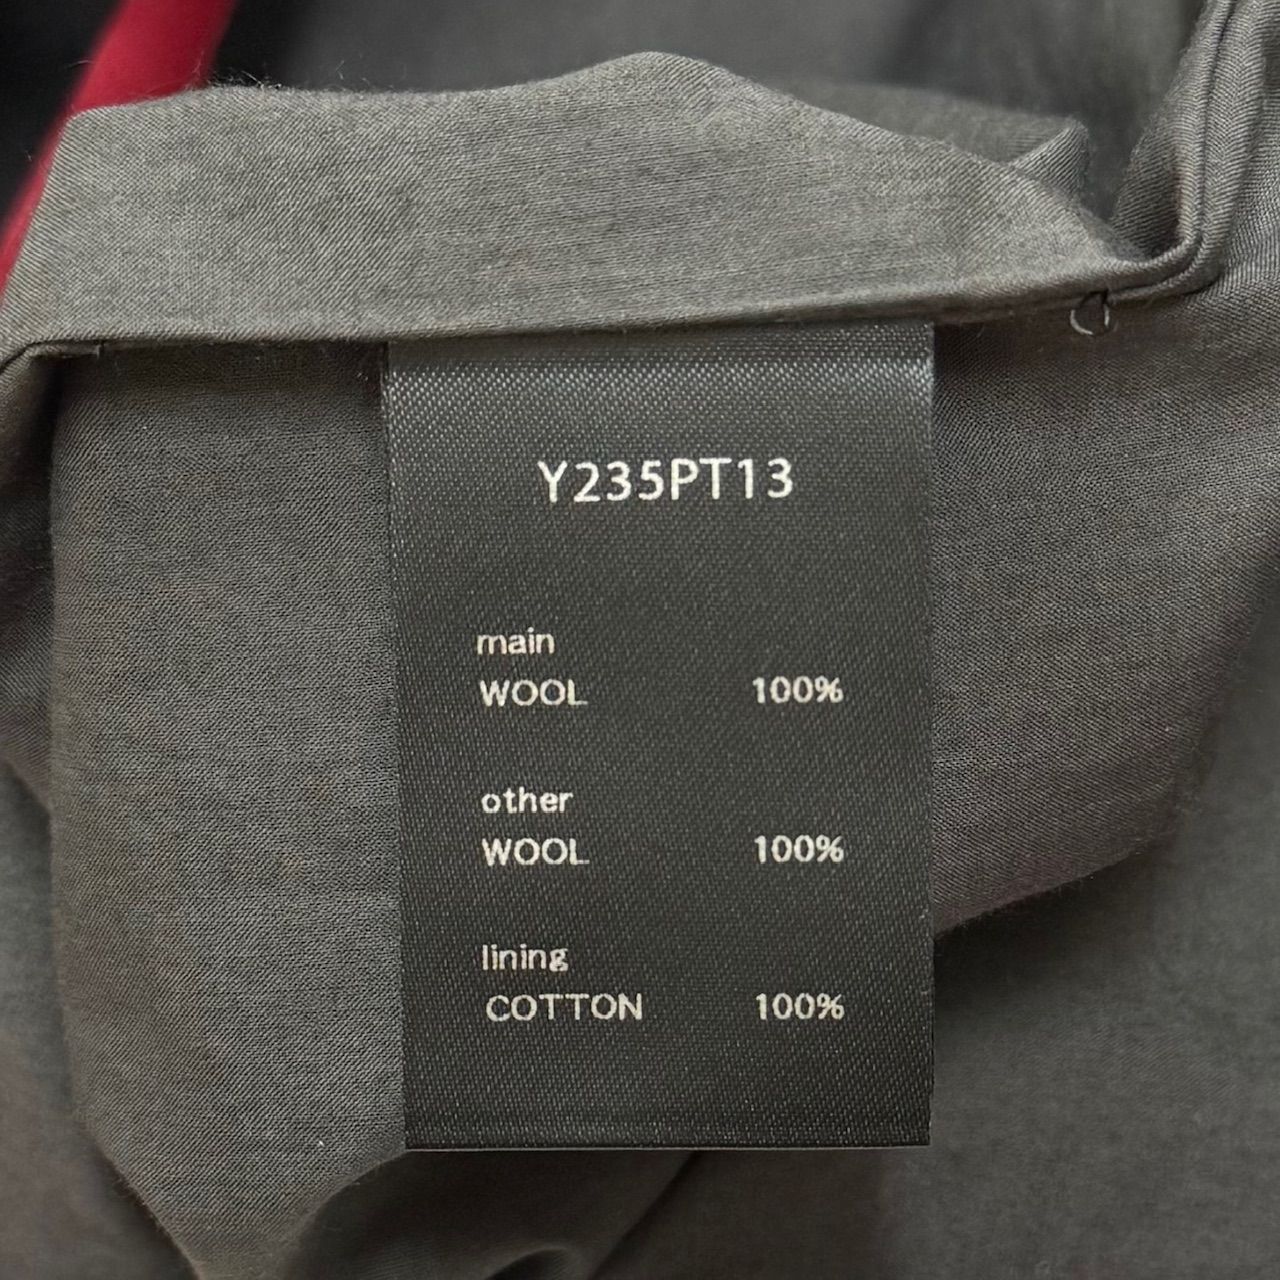 Y235PT13
main
WOOL 100%
other
WOOL 100%
lining
COTTON 100%